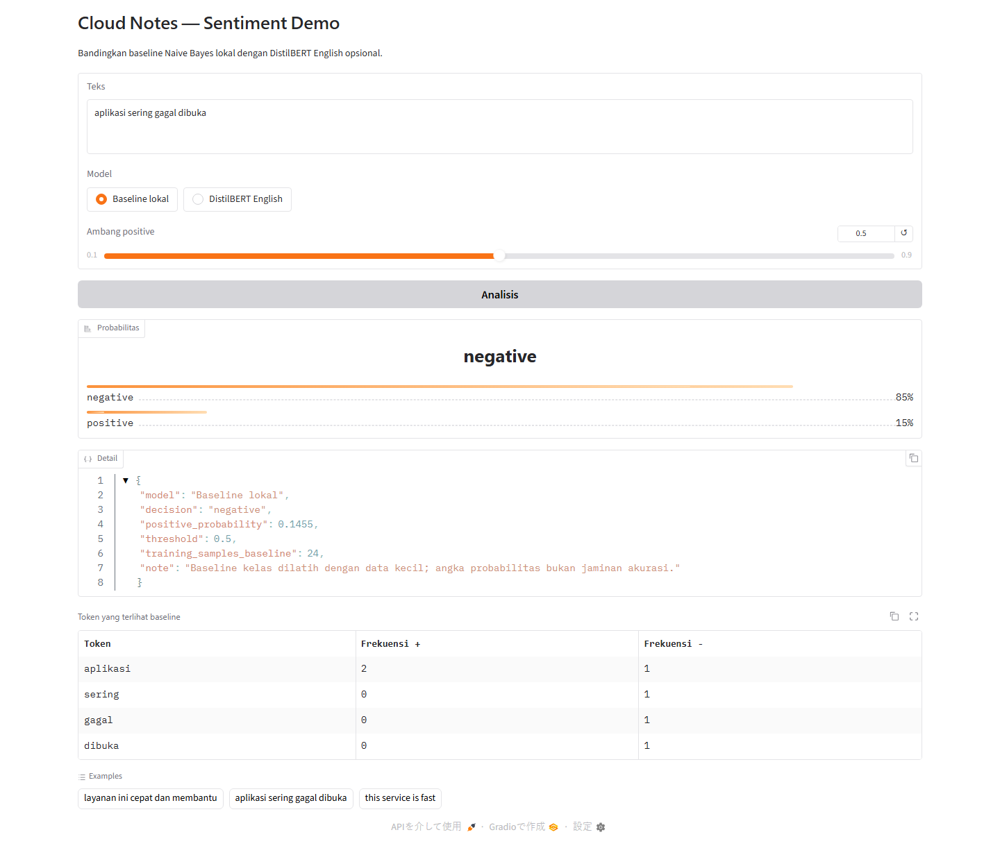 Cloud Notes — Sentiment Demo
Bandingkan baseline Naive Bayes lokal dengan DistilBERT English opsional.
Teks
aplikasi sering gagal dibuka
Model
Baseline lokal
DistilBERT English
Ambang positive
0.5
↺
0.1
0.9
Analisis
Probabilitas
negative
negative 85%
positive 15%
Detail
1 ▼ {
2 "model": "Baseline lokal",
3 "decision": "negative",
4 "positive_probability": 0.1455,
5 "threshold": 0.5,
6 "training_samples_baseline": 24,
7 "note": "Baseline kelas dilatih dengan data kecil; angka probabilitas bukan jaminan akurasi."
8 }
Token yang terlihat baseline
Token Frekuensi + Frekuensi -
aplikasi 2 1
sering 0 1
gagal 0 1
dibuka 0 1
Examples
layanan ini cepat dan membantu
aplikasi sering gagal dibuka
this service is fast
APIを介して使用 · Gradioで作成 · 設定